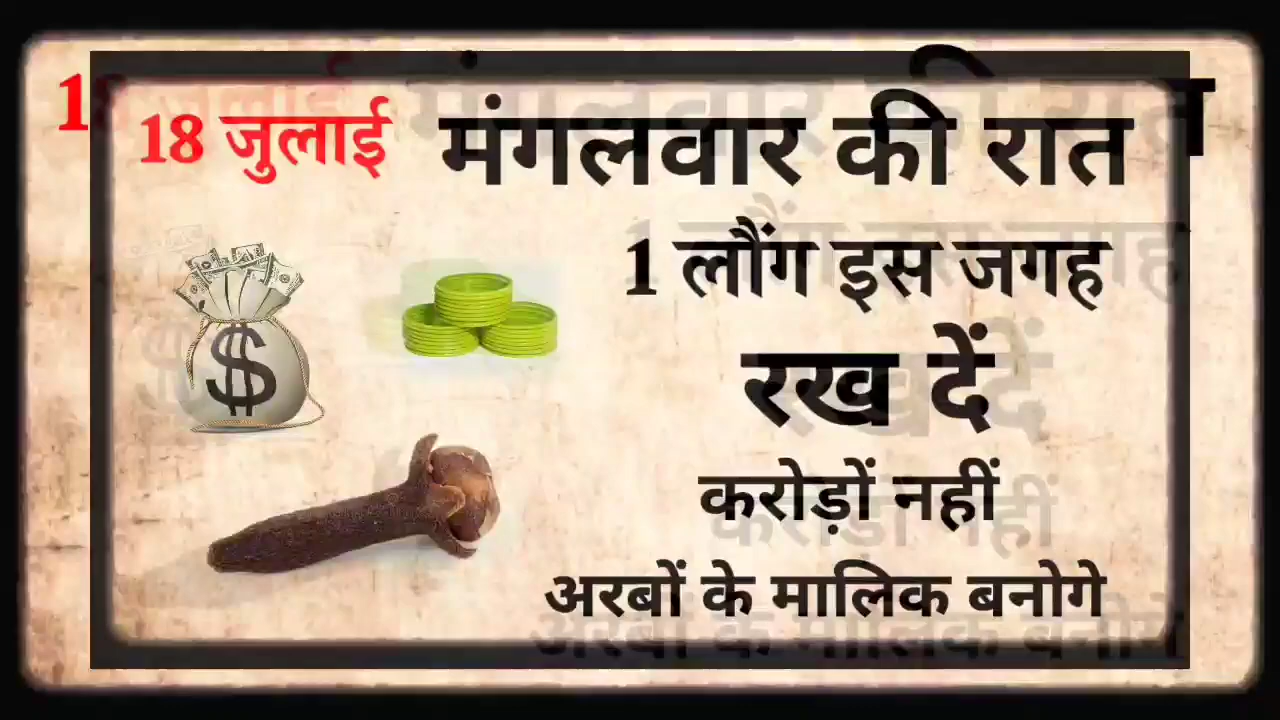 18 जुलाई मंगलवार की रात
1 लौंग इस जगह
रख दें
करोड़ों नहीं
अरबों के मालिक बनोगे
$